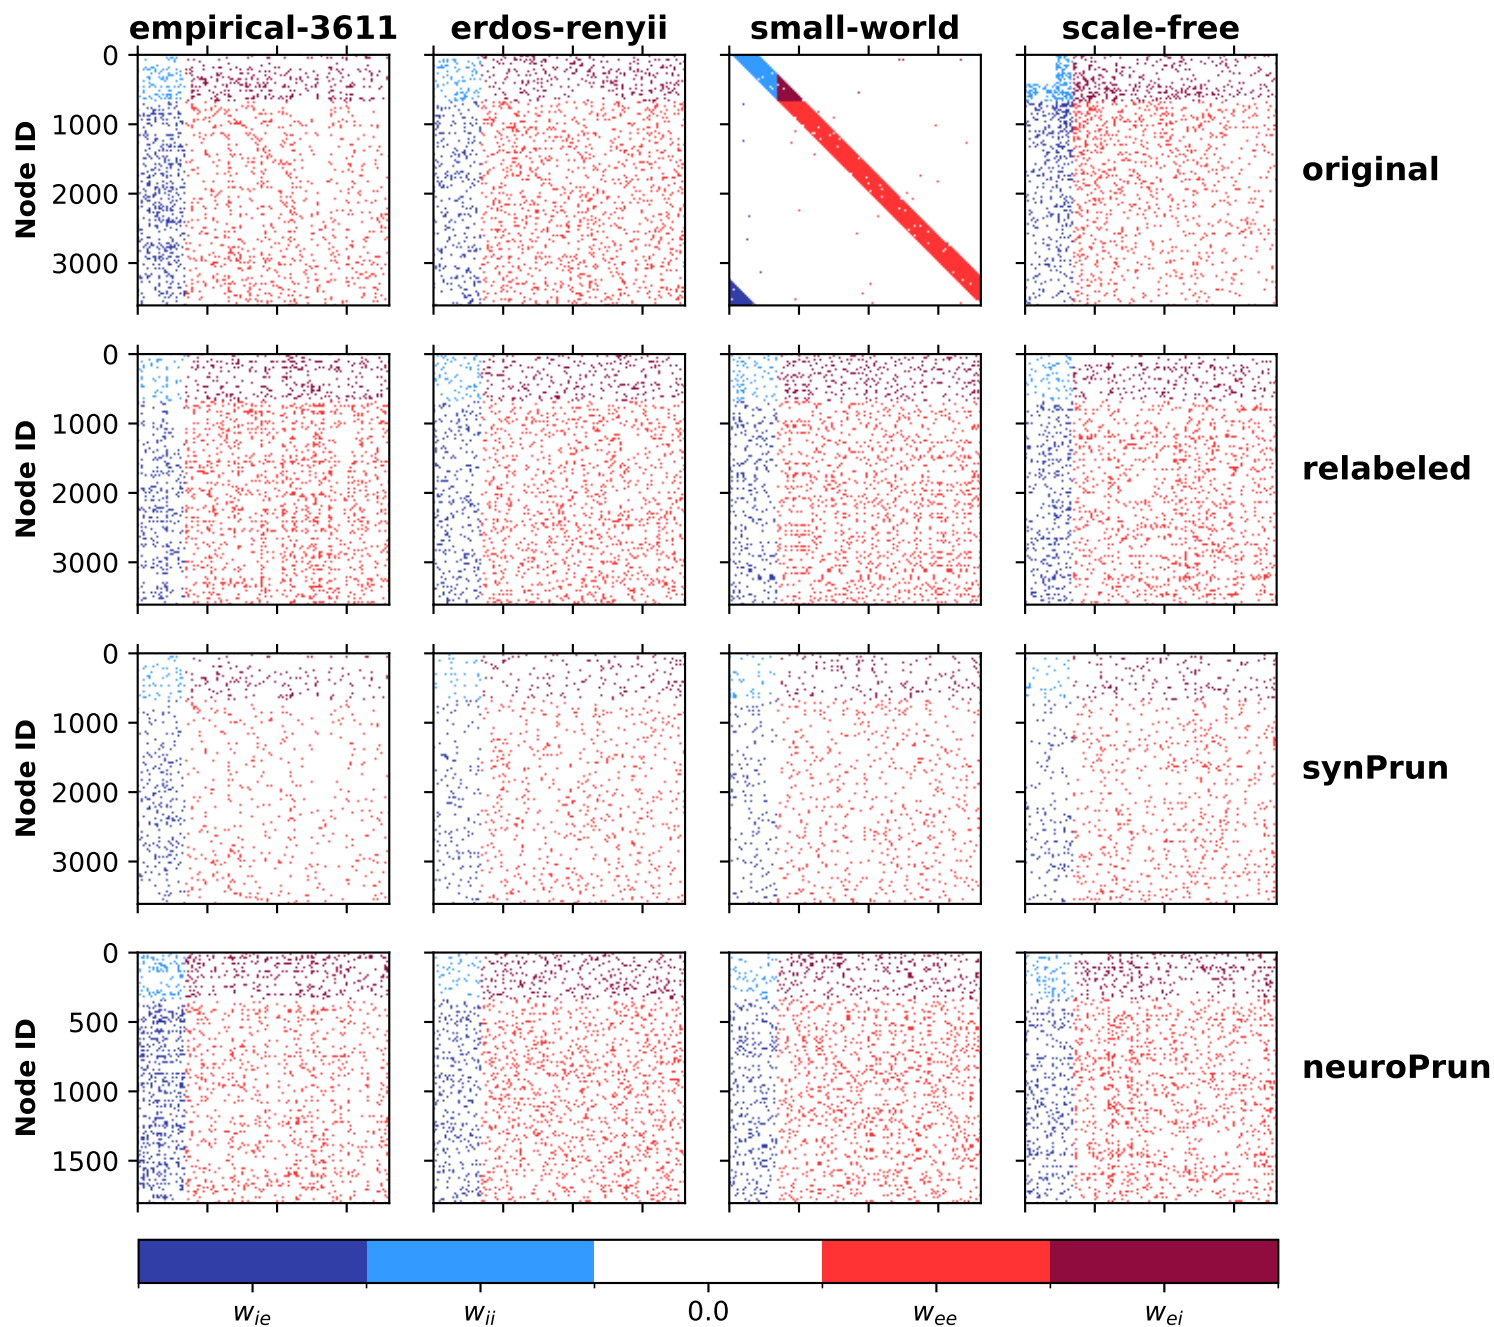 empirical-3611 erdos-renyii small-world scale-free
0
1000
2000
3000
Node ID
original
0
1000
2000
3000
Node ID
relabeled
0
1000
2000
3000
Node ID
synPrun
0
500
1000
1500
Node ID
neuroPrun
w_ie w_ii 0.0 w_ee w_ei